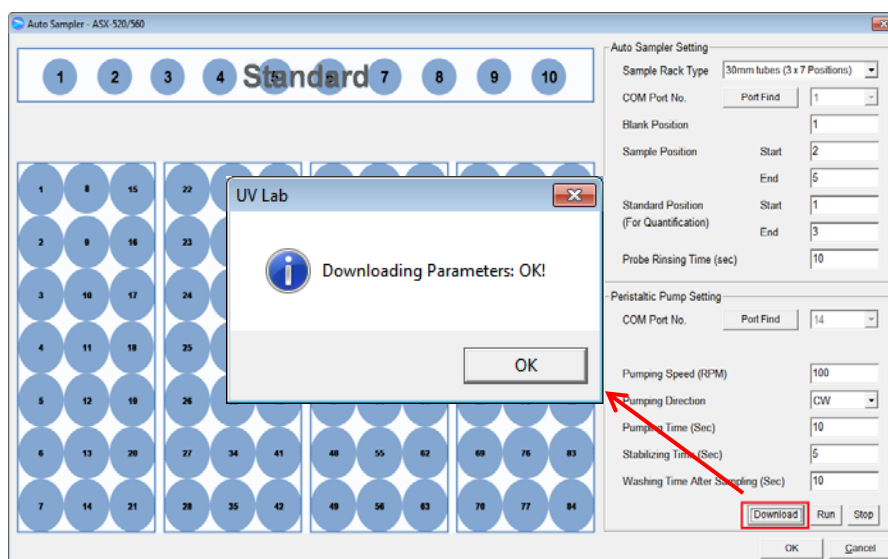 Auto Sampler - ASX-520/560
1 2 3 4 Standard 7 8 9 10
1 8 15 22
2 9 16 23
3 10 17 24
4 11 18 25
5 12 19 26
6 13 20 27 34 41 48 55 62 69 76 83
7 14 21 28 35 42 49 56 63 70 77 84
UV Lab
Downloading Parameters: OK!
OK
Auto Sampler Setting
Sample Rack Type 30mm tubes (3 x 7 Positions)
COM Port No. Port Find 1
Blank Position 1
Sample Position Start 2
End 5
Standard Position Start 1
(For Quantification) End 3
Probe Rinsing Time (sec) 10
Peristaltic Pump Setting
COM Port No. Port Find 14
Pumping Speed (RPM) 100
Pumping Direction CW
Pumping Time (Sec) 10
Stabilizing Time (Sec) 5
Washing Time After Sampling (Sec) 10
Download Run Stop
OK Cancel